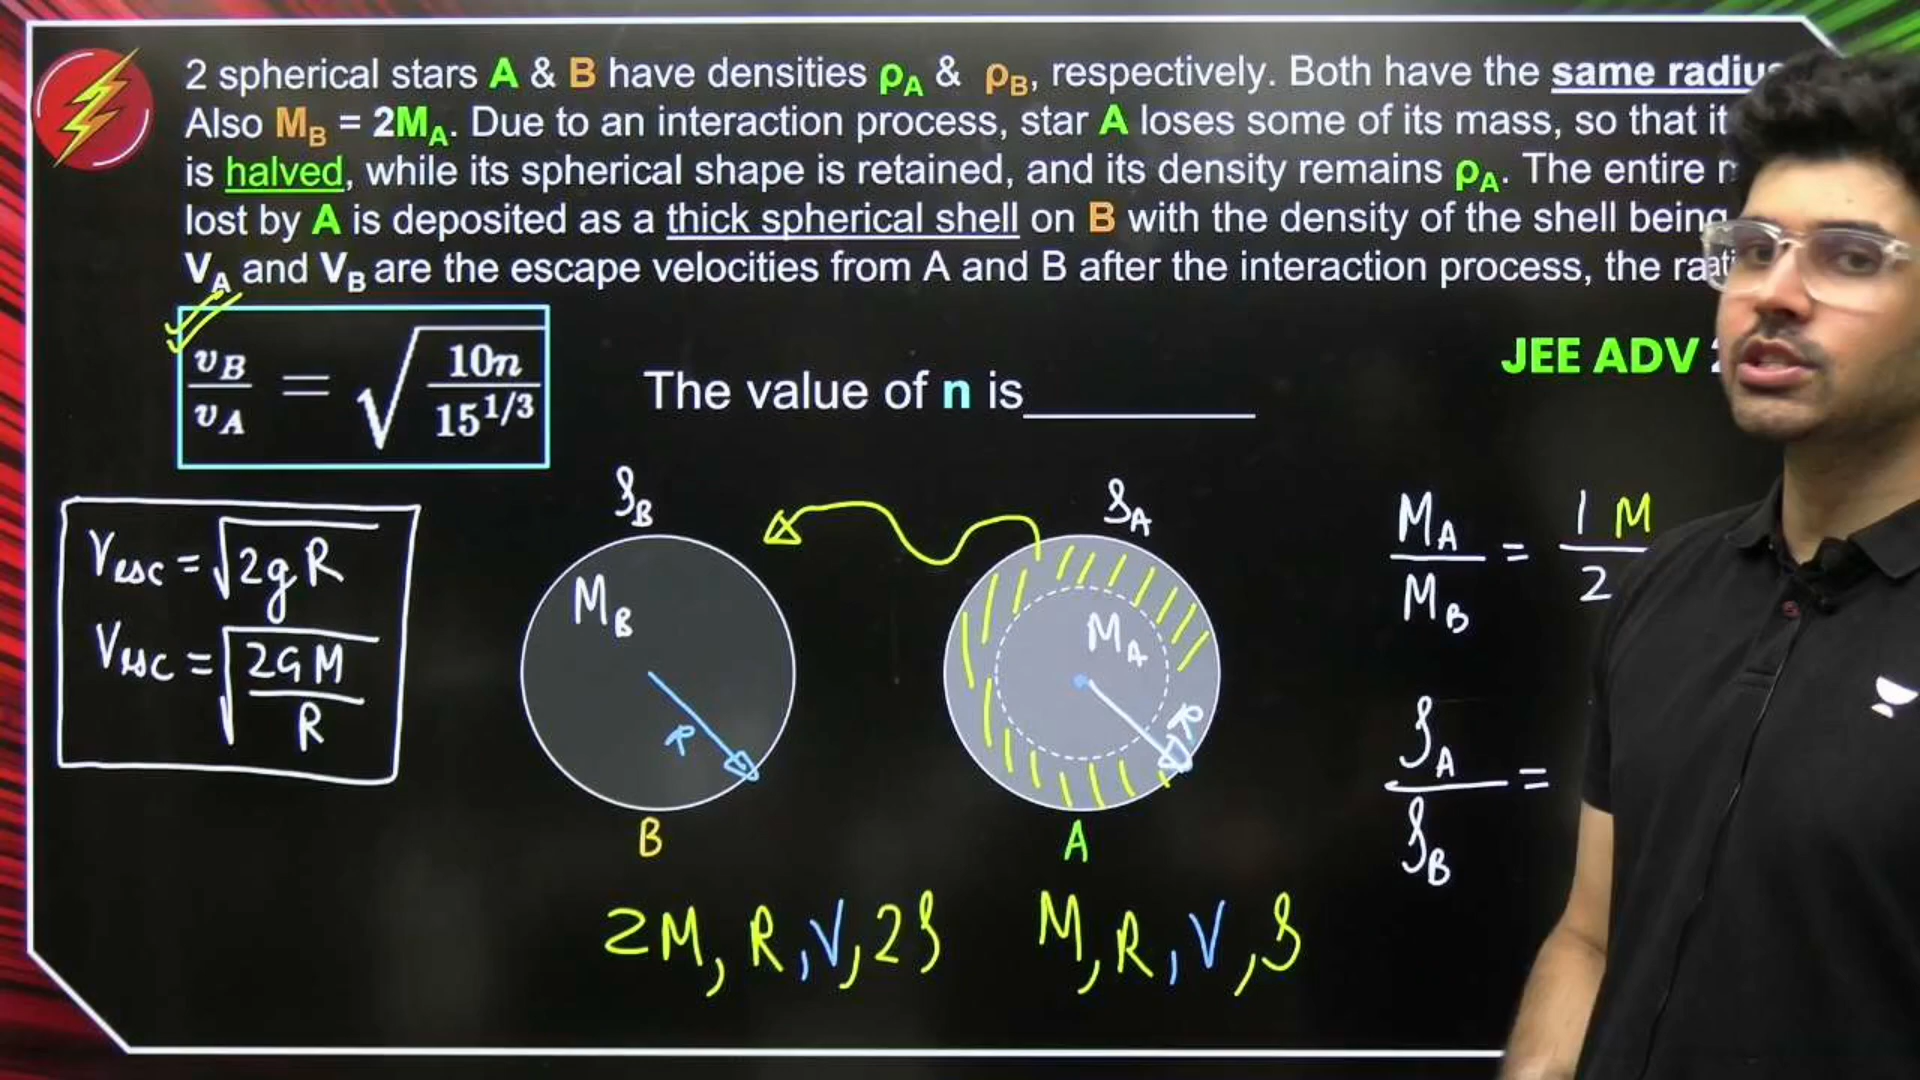 2 spherical stars A & B have densities ρA & ρB, respectively. Both have the same
Also MB = 2MA. Due to an interaction process, star A loses some of its mass, so that it
is halved, while its spherical shape is retained, and its density remains ρA. The entire
lost by A is deposited as a thick spherical shell on B with the density of the shell being
VA and VB are the escape velocities from A and B after the interaction process, the
vB/vA = √(10n/15^1/3)
The value of n is__________
JEE ADV
Vesc = √2gR
Vesc = √(2GM/R)
ρB
MB
R
B
2M, R, V, 2ρ
ρA
MA
R
A
M, R, V, ρ
MA/MB = 1 M/2
ρA/ρB =